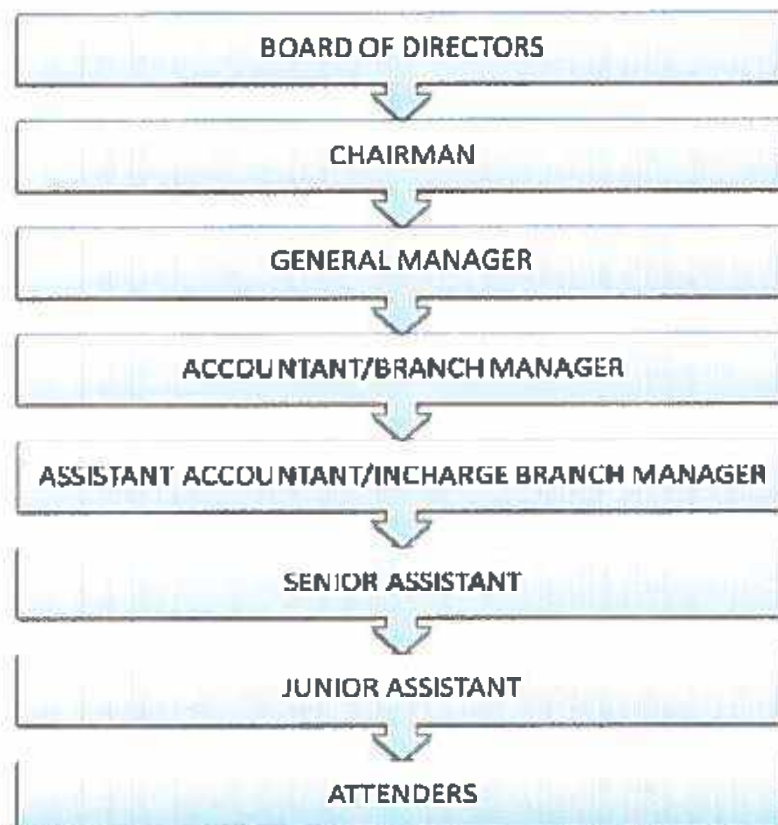 BOARD OF DIRECTORS
CHAIRMAN
GENERAL MANAGER
ACCOUNTANT/BRANCH MANAGER
ASSISTANT ACCOUNTANT/INCHARGE BRANCH MANAGER
SENIOR ASSISTANT
JUNIOR ASSISTANT
ATTENDERS